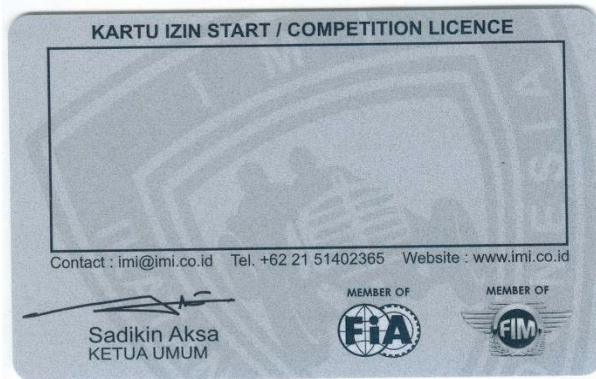 KARTU IZIN START / COMPETITION LICENCE
Contact : imi@imi.co.id Tel. +62 21 51402365 Website : www.imi.co.id
MEMBER OF
FiA
MEMBER OF
FIM
Sadikin Aksa
KETUA UMUM